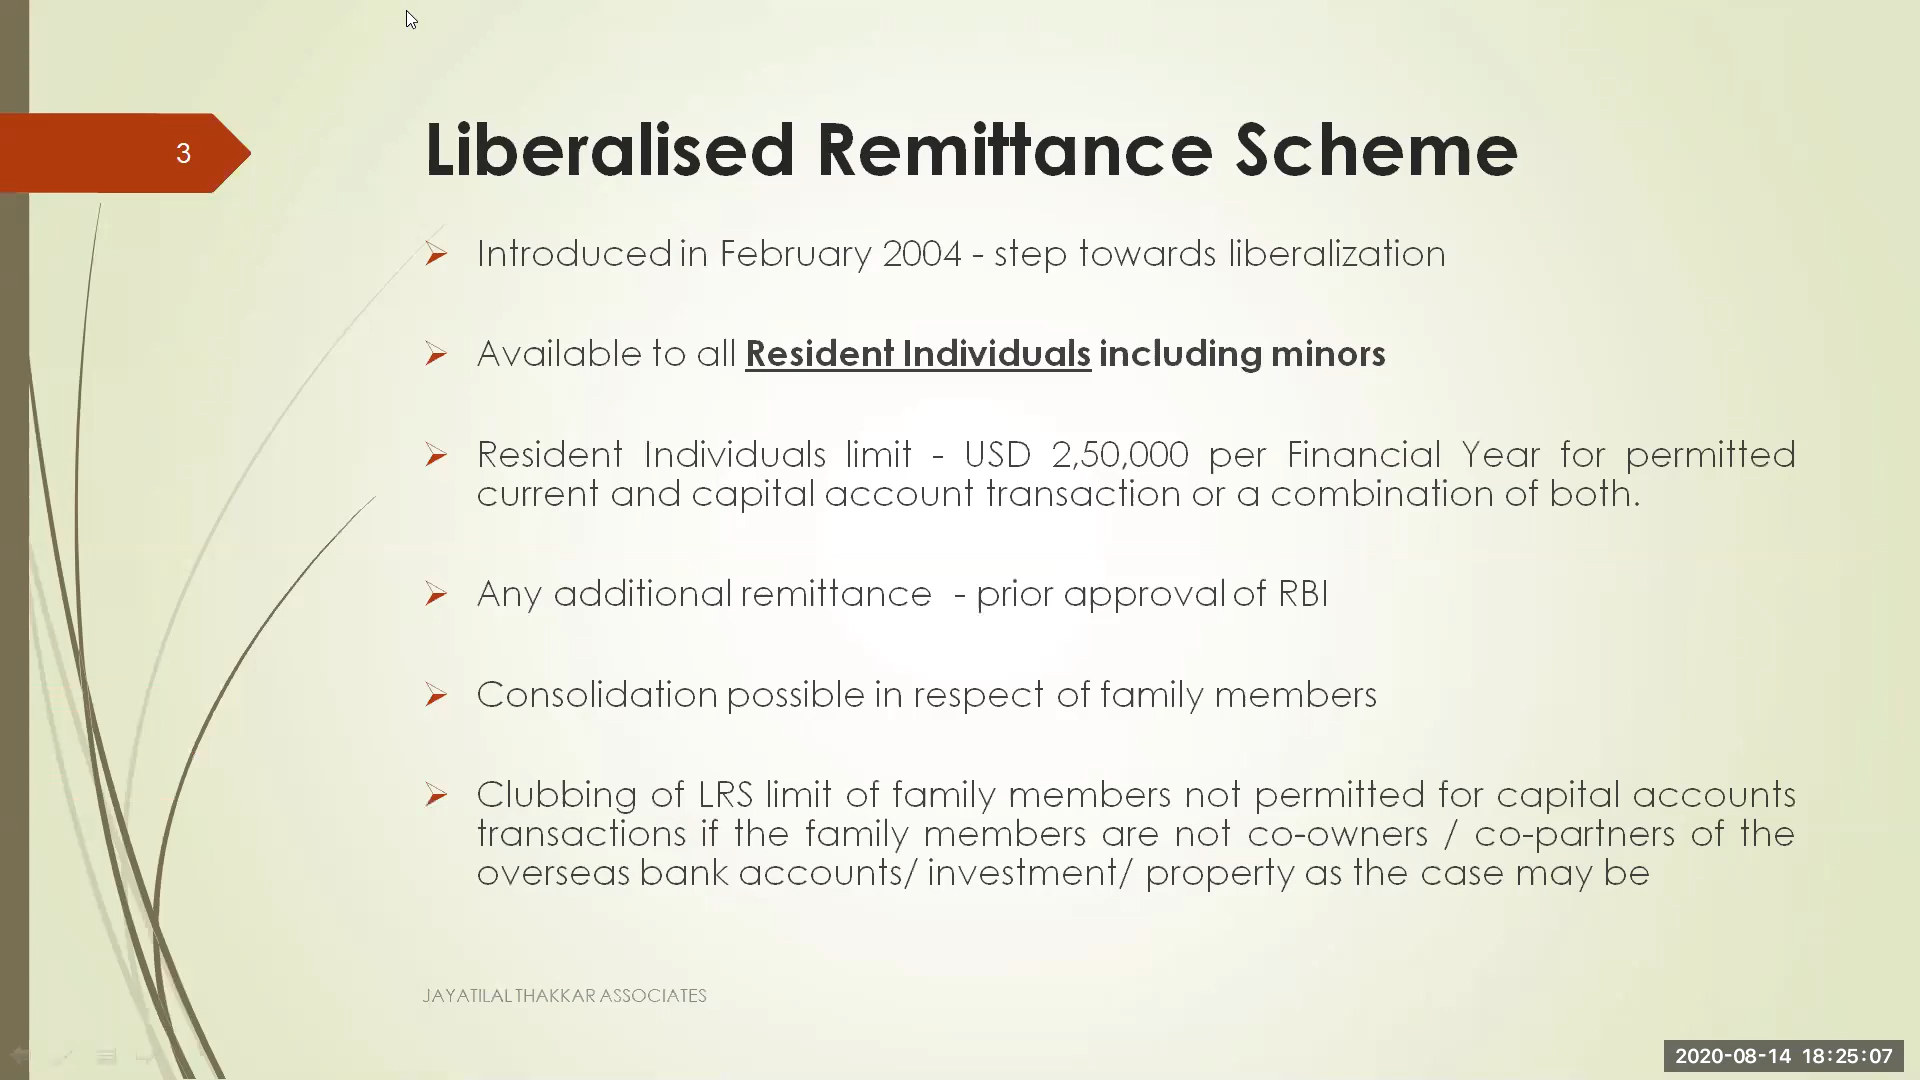 3
Liberalised Remittance Scheme
Introduced in February 2004 - step towards liberalization
Available to all Resident Individuals including minors
Resident Individuals limit - USD 2,50,000 per Financial Year for permitted
current and capital account transaction or a combination of both.
Any additional remittance - prior approval of RBI
Consolidation possible in respect of family members
Clubbing of LRS limit of family members not permitted for capital accounts
transactions if the family members are not co-owners / co-partners of the
overseas bank accounts/ investment/ property as the case may be
JAYATILAL THAKKAR ASSOCIATES
2020-08-14 18:25:07